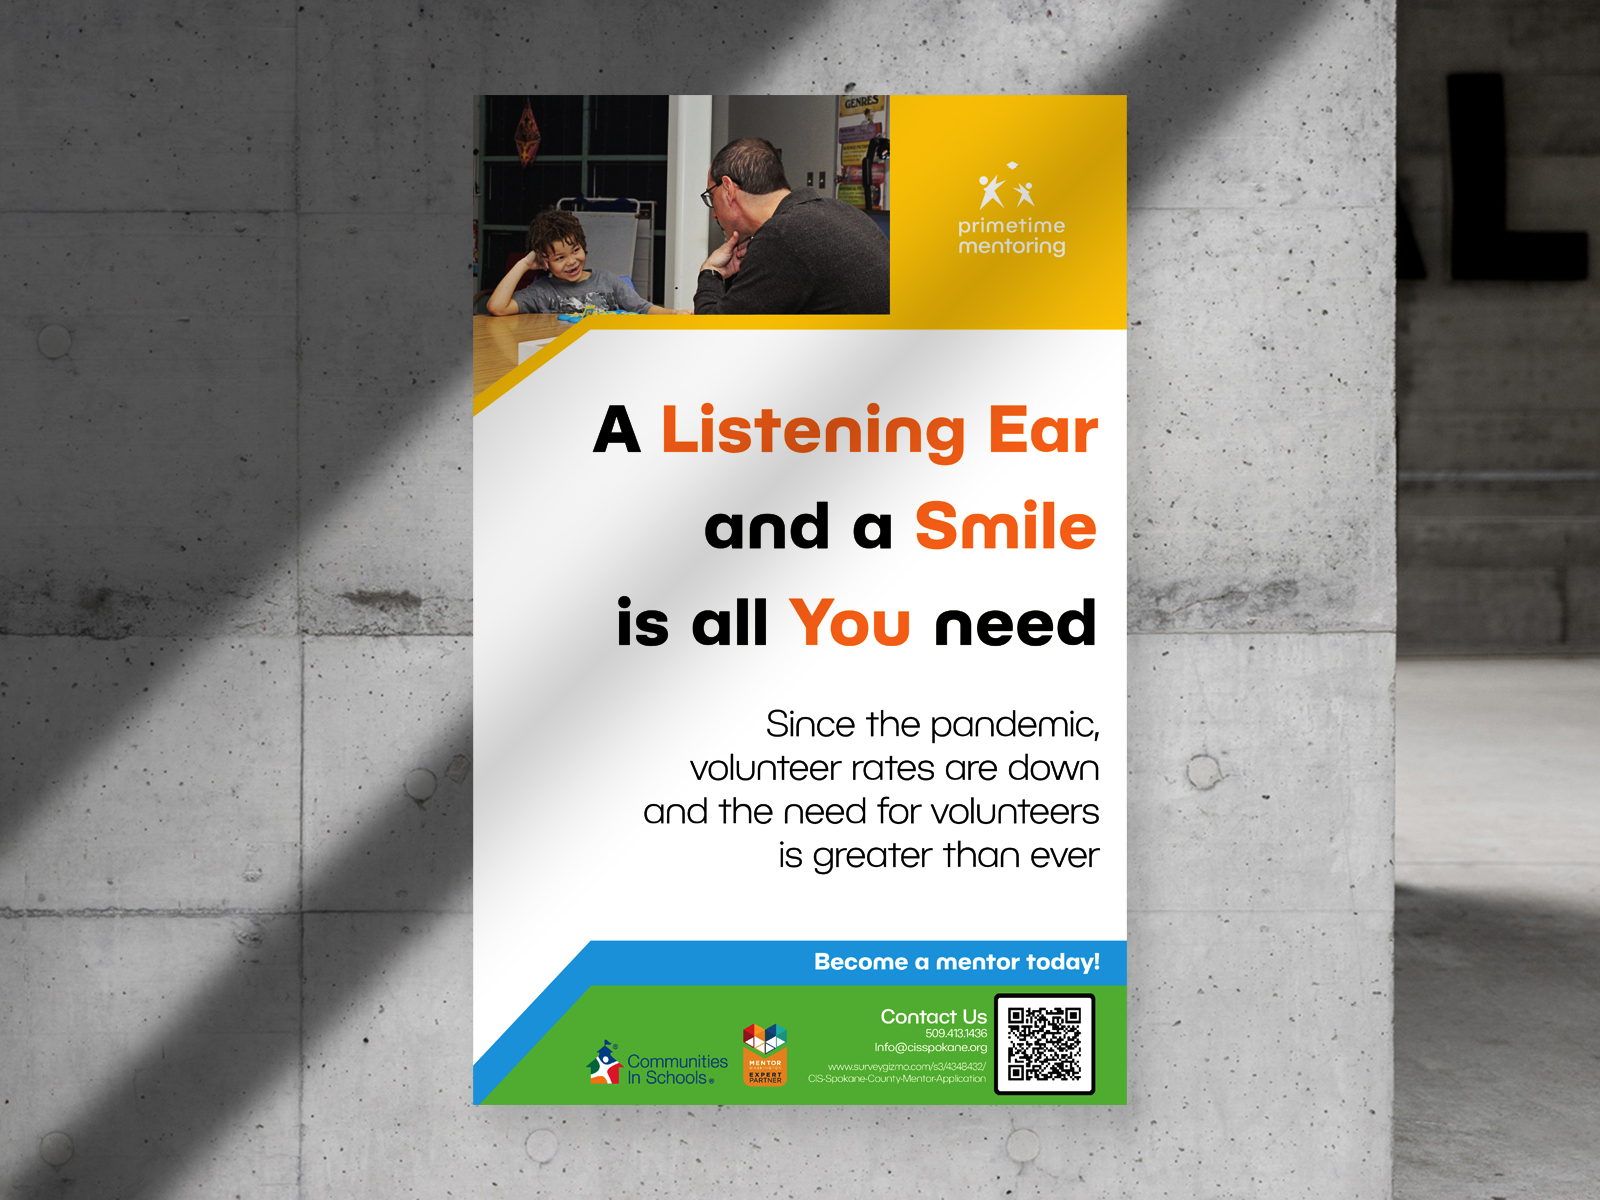 GENRES
primetime
mentoring
A Listening Ear
and a Smile
is all You need
Since the pandemic,
volunteer rates are down
and the need for volunteers
is greater than ever
Become a mentor today!
Contact Us
509.413.1436
Info@cisspokane.org
www.surveygizmo.com/s3/4348432/
CIS-Spokane-County-Mentor-Application
Communities
In Schools®
MENTOR
WASHINGTON
EXPERT
PARTNER
L